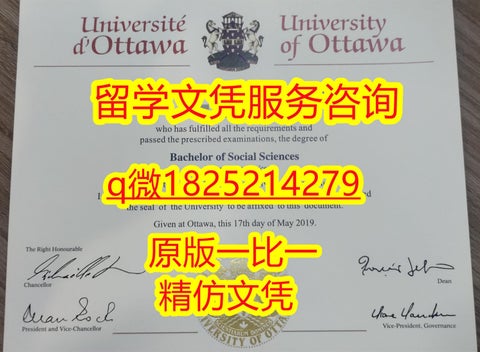 Université University
d'Ottawa of Ottawa
留学文凭服务咨询
who has fulfilled all the requirements and
passed the prescribed examinations, the degree of
Bachelor of Social Sciences
q微1825214279
the seal of the University to be affixed to this document.
Given at Ottawa, this 17th day of May 2019.
The Right Honourable
原版一比一
Chancellor
Dean
精仿文凭
President and Vice-Chancellor
Vice-President, Governance